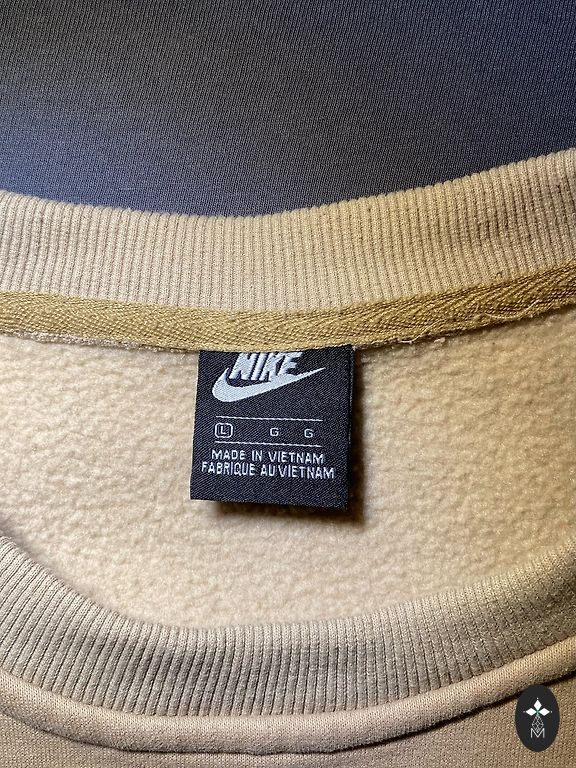 NIKE
L G G
MADE IN VIETNAM
FABRIQUE AU VIETNAM
M